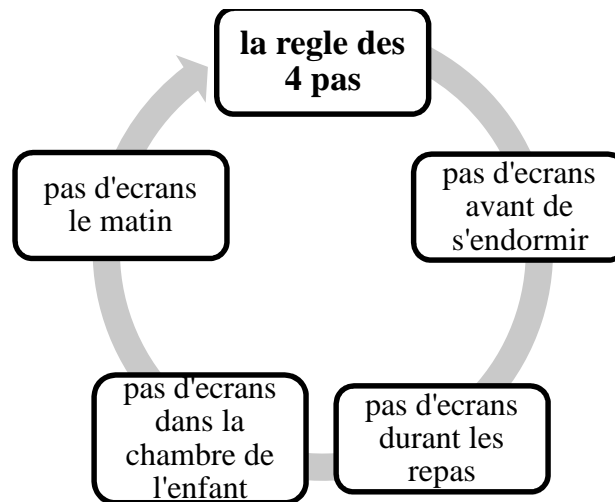 la regle des
4 pas
pas d'ecrans
avant de
s'endormir
pas d'ecrans
durant les
repas
pas d'ecrans
dans la
chambre de
l'enfant
pas d'ecrans
le matin